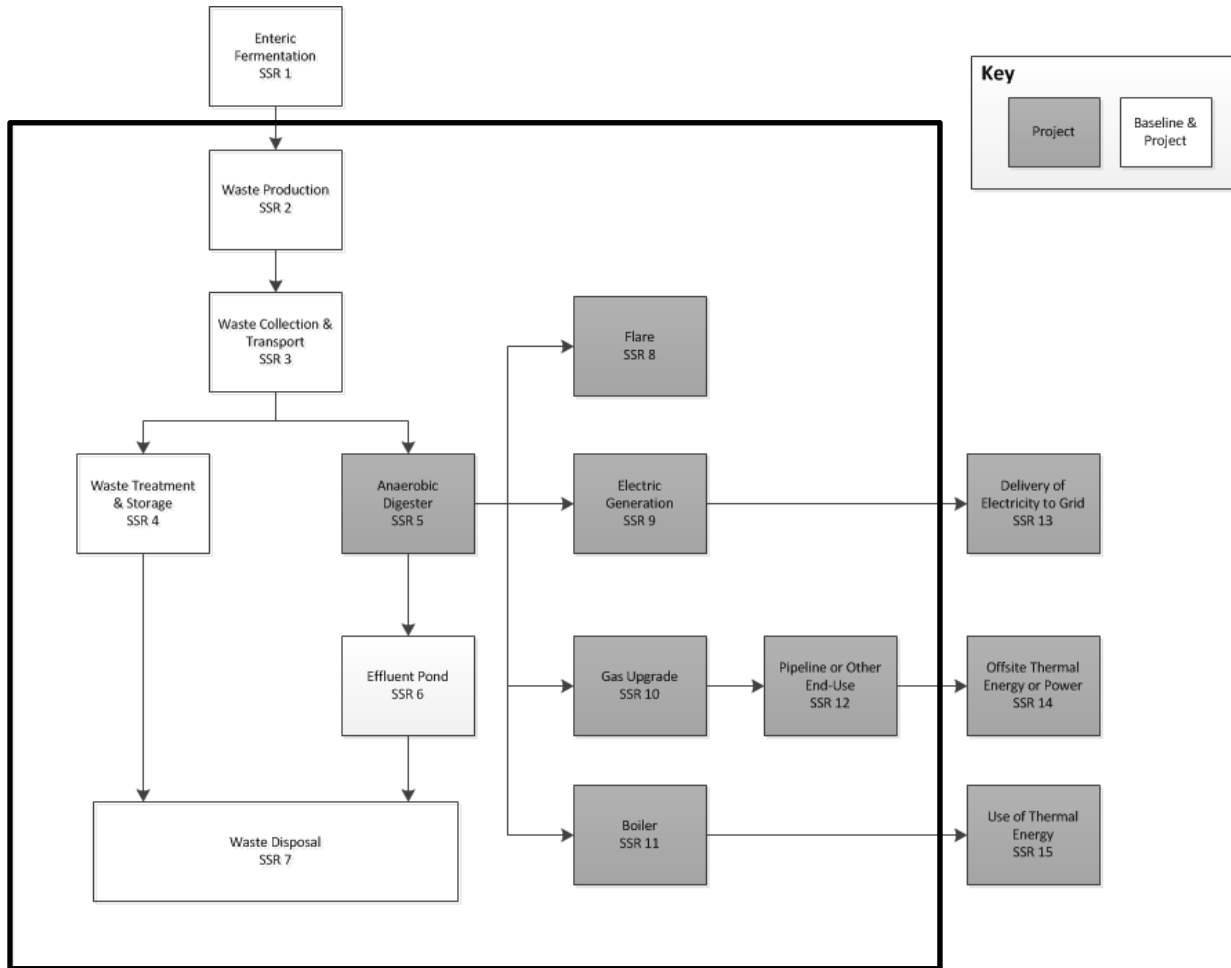 Enteric
Fermentation
SSR 1
Key
Project
Baseline &
Project
Waste Production
SSR 2
Waste Collection &
Transport
SSR 3
Flare
SSR 8
Waste Treatment
& Storage
SSR 4
Anaerobic
Digester
SSR 5
Electric
Generation
SSR 9
Delivery of
Electricity to Grid
SSR 13
Effluent Pond
SSR 6
Gas Upgrade
SSR 10
Pipeline or Other
End-Use
SSR 12
Offsite Thermal
Energy or Power
SSR 14
Waste Disposal
SSR 7
Boiler
SSR 11
Use of Thermal
Energy
SSR 15